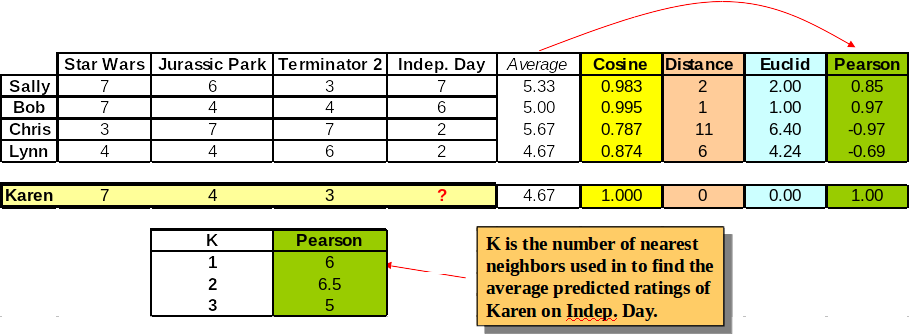 Star Wars Jurassic Park Terminator 2 Indep. Day Average Cosine Distance Euclid Pearson
Sally 7 6 3 7 5.33 0.983 2 2.00 0.85
Bob 7 4 4 6 5.00 0.995 1 1.00 0.97
Chris 3 7 7 2 5.67 0.787 11 6.40 -0.97
Lynn 4 4 6 2 4.67 0.874 6 4.24 -0.69
Karen 7 4 3 ? 4.67 1.000 0 0.00 1.00
K Pearson
1 6
2 6.5
3 5
K is the number of nearest
neighbors used in to find the
average predicted ratings of
Karen on Indep. Day.